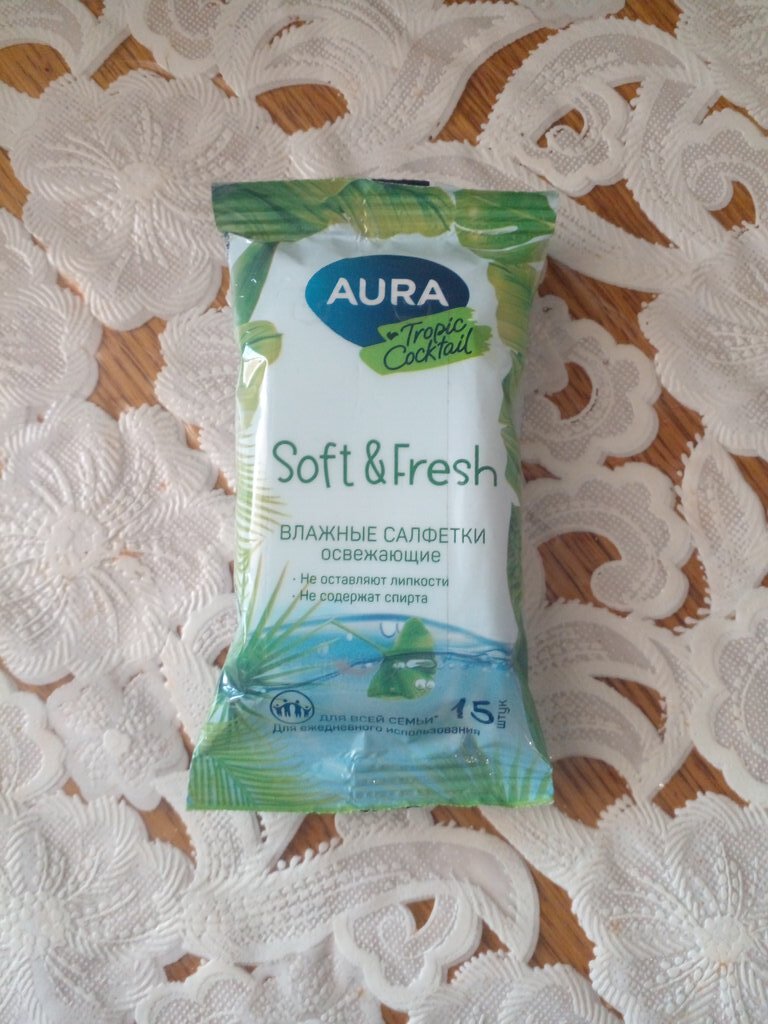 AURA
Tropic
Cocktail
Soft & Fresh
ВЛАЖНЫЕ САЛФЕТКИ
освежающие
· Не оставляют липкости
· Не содержат спирта
ДЛЯ ВСЕЙ СЕМЬИ* 15 ШТУК
Для ежедневного использования